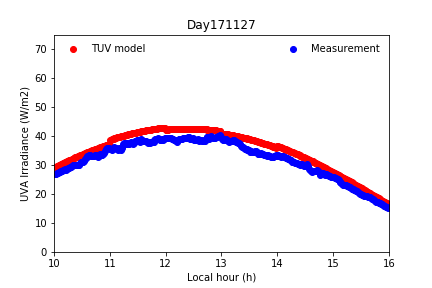 Day171127
TUV model
Measurement
UVA Irradiance (W/m2)
70
60
50
40
30
20
10
0
10 11 12 13 14 15 16
Local hour (h)